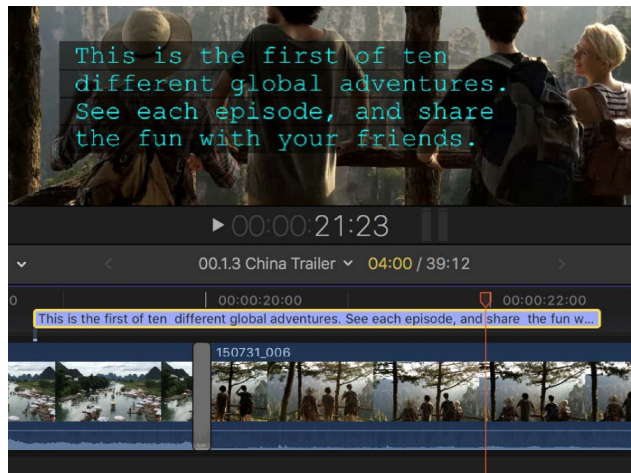 This is the first of ten
different global adventures.
See each episode, and share
the fun with your friends.
00:00:21:23
00.1.3 China Trailer 04:00 / 39:12
0 00:00:20:00 00:00:22:00
This is the first of ten different global adventures. See each episode, and share the fun w...
150731_006